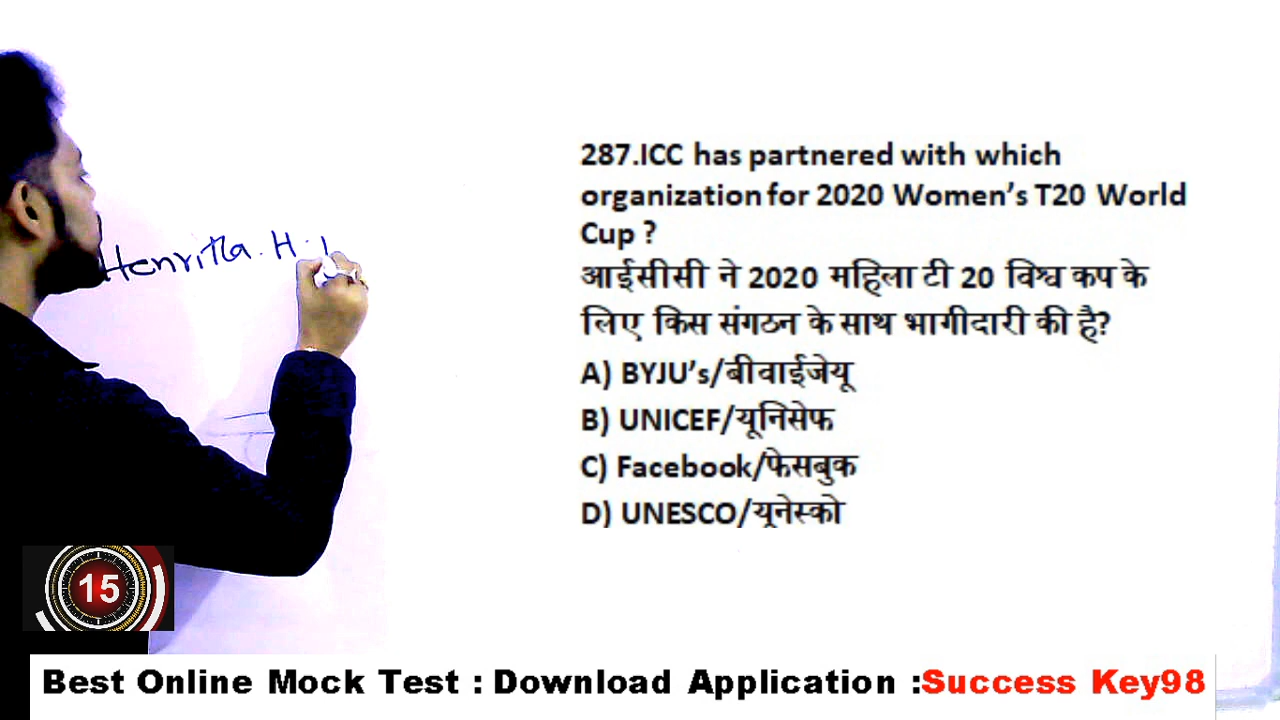 Henritta. H.
287.ICC has partnered with which
organization for 2020 Women’s T20 World
Cup ?
आईसीसी ने 2020 महिला टी 20 विश्व कप के
लिए किस संगठन के साथ भागीदारी की है?
A) BYJU’s/बीवाईजेयू
B) UNICEF/यूनिसेफ
C) Facebook/फेसबुक
D) UNESCO/यूनेस्को
15
Best Online Mock Test : Download Application :Success Key98